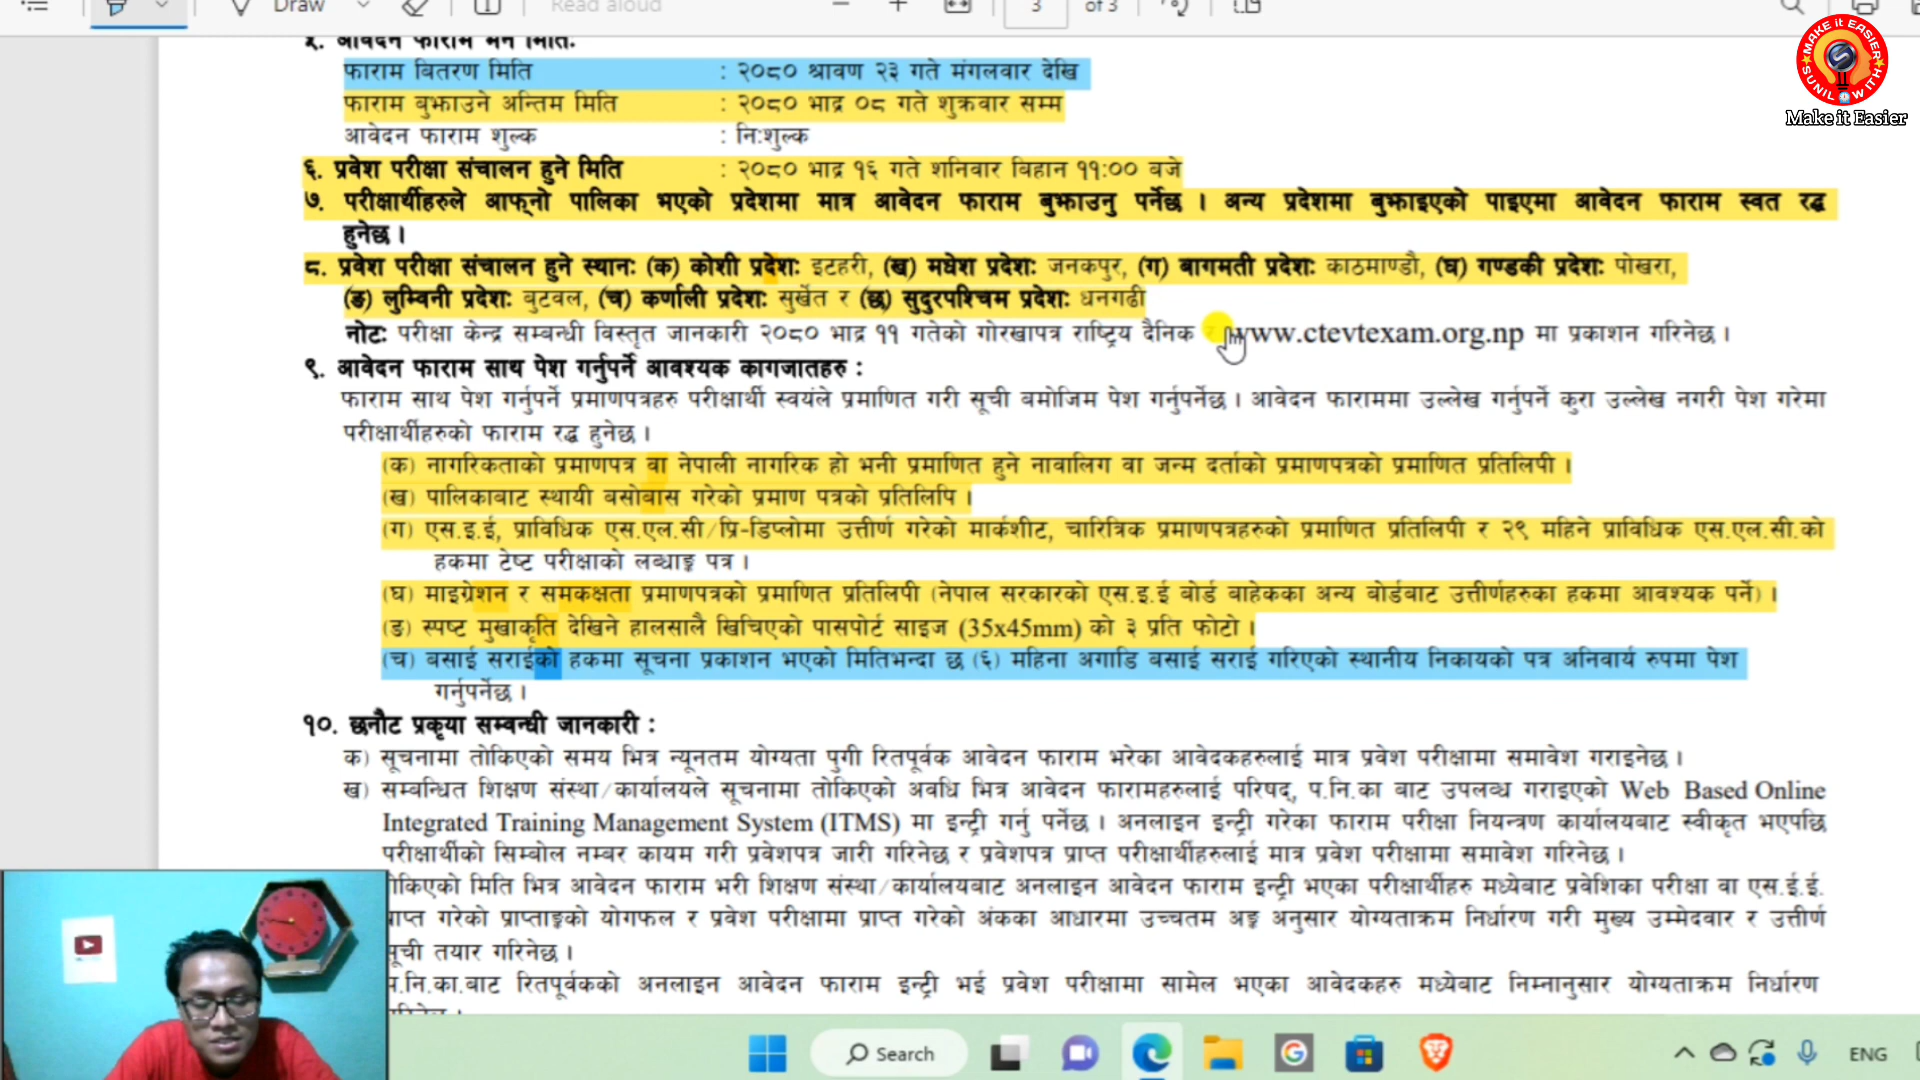 Draw
Read aloud
3
of 3
MAKE iT EASIER
SUNIL WITH
Make it Easier
५. आवेदन फाराम भर्ने मितिः
फाराम बितरण मिति : २०८० श्रावण २३ गते मंगलवार देखि
फाराम बुझाउने अन्तिम मिति : २०८० भाद्र ०८ गते शुक्रवार सम्म
आवेदन फाराम शुल्क : निःशुल्क
६. प्रवेश परीक्षा संचालन हुने मिति : २०८० भाद्र १६ गते शनिवार बिहान ११:०० बजे
७. परीक्षार्थीहरुले आफ्नो पालिका भएको प्रदेशमा मात्र आवेदन फाराम बुझाउनु पर्नेछ । अन्य प्रदेशमा बुझाइएको पाइएमा आवेदन फाराम स्वत रद्ध
हुनेछ ।
८. प्रवेश परीक्षा संचालन हुने स्थानः (क) कोशी प्रदेशः इटहरी, (ख) मधेश प्रदेशः जनकपुर, (ग) बागमती प्रदेशः काठमाण्डौ, (घ) गण्डकी प्रदेशः पोखरा,
(ङ) लुम्विनी प्रदेशः बुटवल, (च) कर्णाली प्रदेशः सुर्खेत र (छ) सुदुरपश्चिम प्रदेशः धनगढी
नोटः परीक्षा केन्द्र सम्बन्धी विस्तृत जानकारी २०८० भाद्र ११ गतेको गोरखापत्र राष्ट्रिय दैनिक र www.ctevtexam.org.np मा प्रकाशन गरिनेछ ।
९. आवेदन फाराम साथ पेश गर्नुपर्ने आवश्यक कागजातहरु :
फाराम साथ पेश गर्नुपर्ने प्रमाणपत्रहरु परीक्षार्थी स्वयंले प्रमाणित गरी सूची बमोजिम पेश गर्नुपर्नेछ । आवेदन फाराममा उल्लेख गर्नुपर्ने कुरा उल्लेख नगरी पेश गरेमा
परीक्षार्थीहरुको फाराम रद्ध हुनेछ ।
(क) नागरिकताको प्रमाणपत्र वा नेपाली नागरिक हो भनी प्रमाणित हुने नावालिग वा जन्म दर्ताको प्रमाणपत्रको प्रमाणित प्रतिलिपी ।
(ख) पालिकाबाट स्थायी बसोबास गरेको प्रमाण पत्रको प्रतिलिपि ।
(ग) एस.इ.ई, प्राविधिक एस.एल.सी/प्रि-डिप्लोमा उत्तीर्ण गरेको मार्कशीट, चारित्रिक प्रमाणपत्रहरुको प्रमाणित प्रतिलिपी र २९ महिने प्राविधिक एस.एल.सी.को
हकमा टेष्ट परीक्षाको लब्धाङ्क पत्र ।
(घ) माइग्रेशन र समकक्षता प्रमाणपत्रको प्रमाणित प्रतिलिपी (नेपाल सरकारको एस.इ.ई बोर्ड बाहेकका अन्य बोर्डबाट उत्तीर्णहरुका हकमा आवश्यक पर्ने) ।
(ङ) स्पष्ट मुखाकृति देखिने हालसालै खिचिएको पासपोर्ट साइज (35x45mm) को ३ प्रति फोटो ।
(च) बसाई सराईको हकमा सूचना प्रकाशन भएको मितिभन्दा छ (६) महिना अगाडि बसाई सराई गरिएको स्थानीय निकायको पत्र अनिवार्य रुपमा पेश
गर्नुपर्नेछ ।
१०. छनौट प्रकृया सम्वन्धी जानकारी :
क) सूचनामा तोकिएको समय भित्र न्यूनतम योग्यता पुगी रितपूर्वक आवेदन फाराम भरेका आवेदकहरुलाई मात्र प्रवेश परीक्षामा समावेश गराइनेछ ।
ख) सम्बन्धित शिक्षण संस्था/कार्यालयले सूचनामा तोकिएको अवधि भित्र आवेदन फारामहरुलाई परिषद्, प.नि.का बाट उपलब्ध गराइएको Web Based Online
Integrated Training Management System (ITMS) मा इन्ट्री गर्नु पर्नेछ । अनलाइन इन्ट्री गरेका फाराम परीक्षा नियन्त्रण कार्यालयबाट स्वीकृत भएपछि
परीक्षार्थीको सिम्बोल नम्बर कायम गरी प्रवेशपत्र जारी गरिनेछ र प्रवेशपत्र प्राप्त परीक्षार्थीहरुलाई मात्र प्रवेश परीक्षामा समावेश गरिनेछ ।
तोकिएको मिति भित्र आवेदन फाराम भरी शिक्षण संस्था/कार्यालयबाट अनलाइन आवेदन फाराम इन्ट्री भएका परीक्षार्थीहरु मध्येबाट प्रवेशिका परीक्षा वा एस.ई.ई.
प्राप्त गरेको प्राप्ताङ्कको योगफल र प्रवेश परीक्षामा प्राप्त गरेको अंकका आधारमा उच्चतम अङ्क अनुसार योग्यताक्रम निर्धारण गरी मुख्य उम्मेदवार र उत्तीर्ण
सूची तयार गरिनेछ ।
प.नि.का.बाट रितपूर्वकको अनलाइन आवेदन फाराम इन्ट्री भई प्रवेश परीक्षामा सामेल भएका आवेदकहरु मध्येबाट निम्नानुसार योग्यताक्रम निर्धारण
Search
ENG